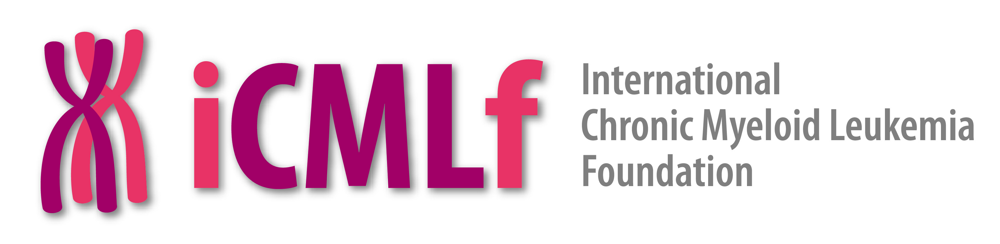 iCMLf
International
Chronic Myeloid Leukemia
Foundation